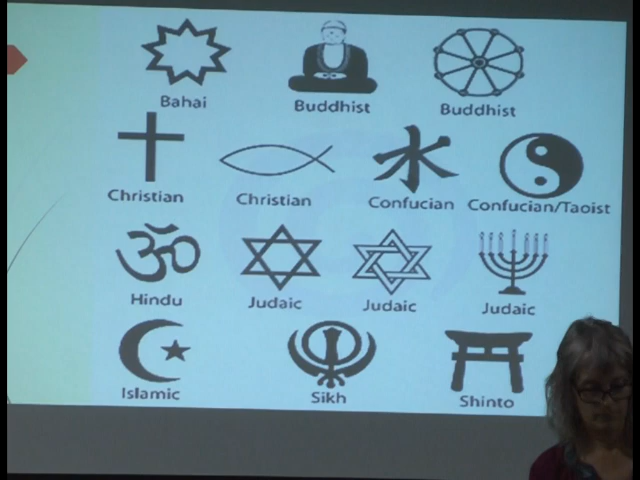 Bahai
Buddhist
Buddhist
Christian
Christian
Confucian
Confucian/Taoist
Hindu
Judaic
Judaic
Judaic
Islamic
Sikh
Shinto